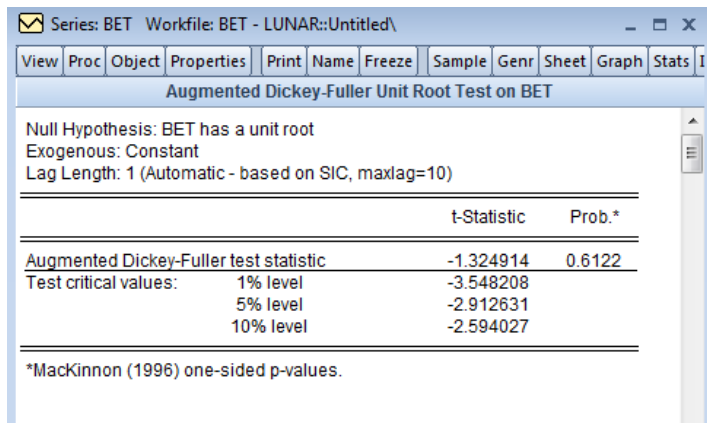 Series: BET Workfile: BET - LUNAR::Untitled\
View Proc Object Properties Print Name Freeze Sample Genr Sheet Graph Stats
Augmented Dickey-Fuller Unit Root Test on BET
Null Hypothesis: BET has a unit root
Exogenous: Constant
Lag Length: 1 (Automatic - based on SIC, maxlag=10)
t-Statistic Prob.*
Augmented Dickey-Fuller test statistic -1.324914 0.6122
Test critical values: 1% level -3.548208
5% level -2.912631
10% level -2.594027
*MacKinnon (1996) one-sided p-values.